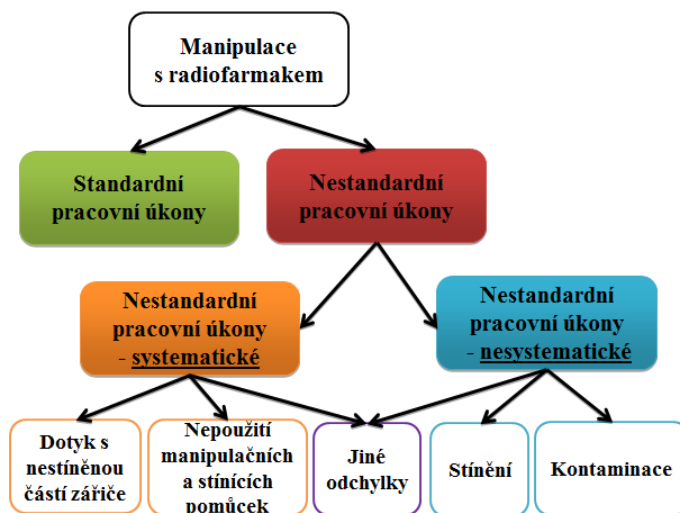 Manipulace
s radiofarmakem
Standardní
pracovní úkony
Nestandardní
pracovní úkony
Nestandardní
pracovní úkony
- systematické
Nestandardní
pracovní úkony
- nesystematické
Dotyk s
nestíněnou
částí zářiče
Nepoužití
manipulačních
a stínících
pomůcek
Jiné
odchylky
Stínění
Kontaminace